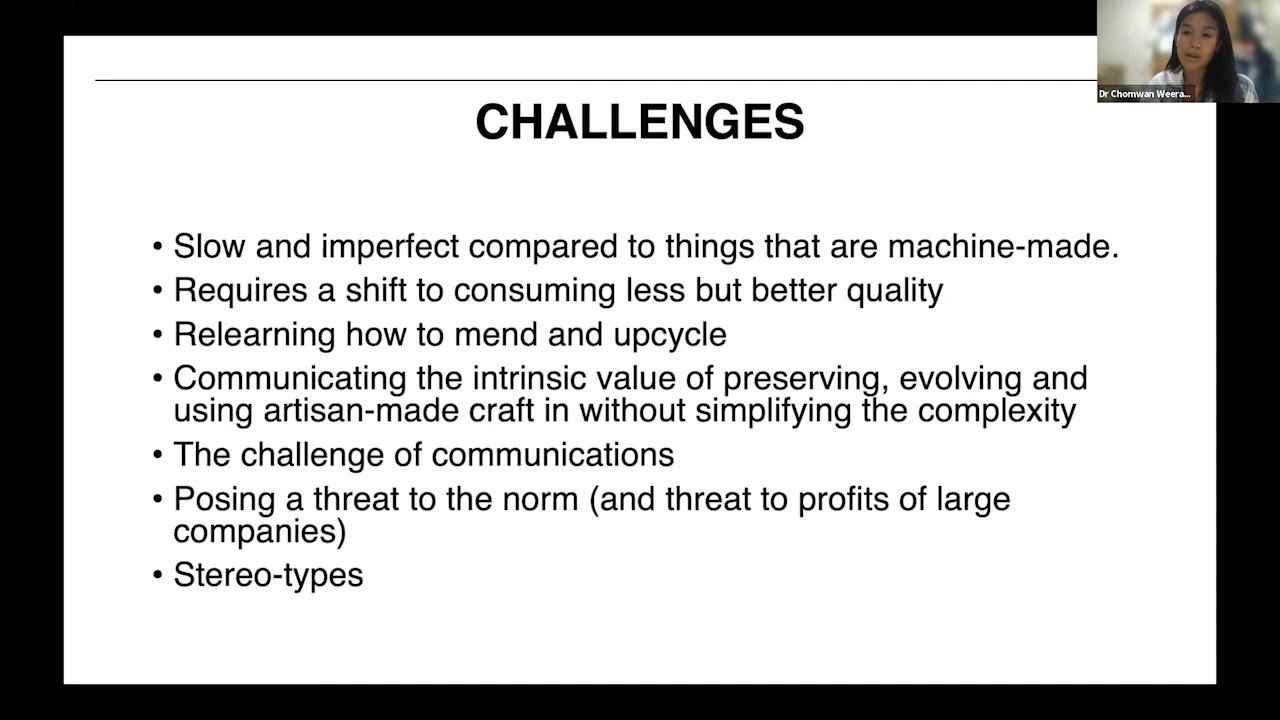 Dr Chomwan Weera...
CHALLENGES
• Slow and imperfect compared to things that are machine-made.
• Requires a shift to consuming less but better quality
• Relearning how to mend and upcycle
• Communicating the intrinsic value of preserving, evolving and
using artisan-made craft in without simplifying the complexity
• The challenge of communications
• Posing a threat to the norm (and threat to profits of large
companies)
• Stereo-types